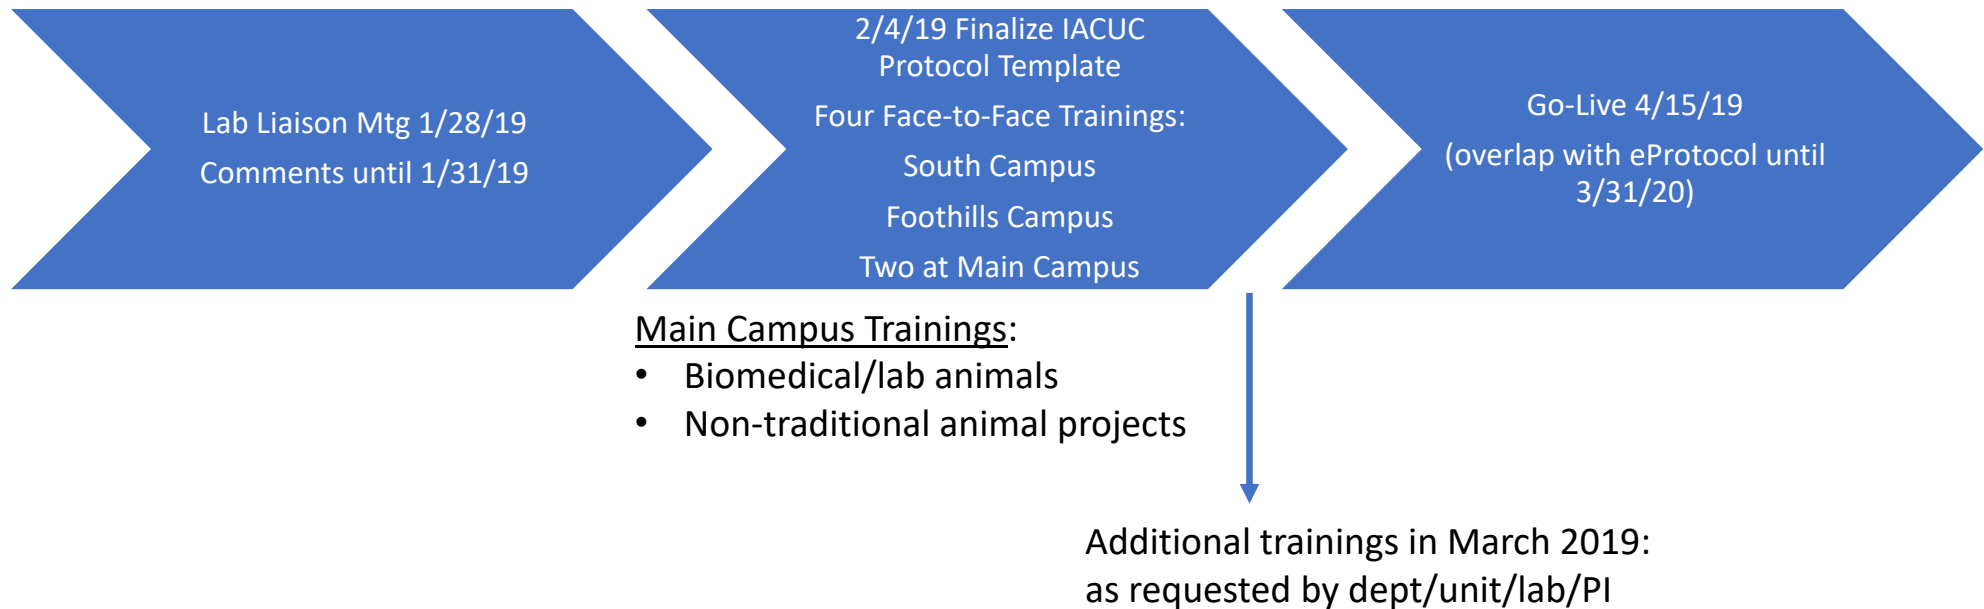 Lab Liaison Mtg 1/28/19
Comments until 1/31/19
2/4/19 Finalize IACUC
Protocol Template
Four Face-to-Face Trainings:
South Campus
Foothills Campus
Two at Main Campus
Go-Live 4/15/19
(overlap with eProtocol until
3/31/20)
Main Campus Trainings:
• Biomedical/lab animals
• Non-traditional animal projects
Additional trainings in March 2019:
as requested by dept/unit/lab/PI